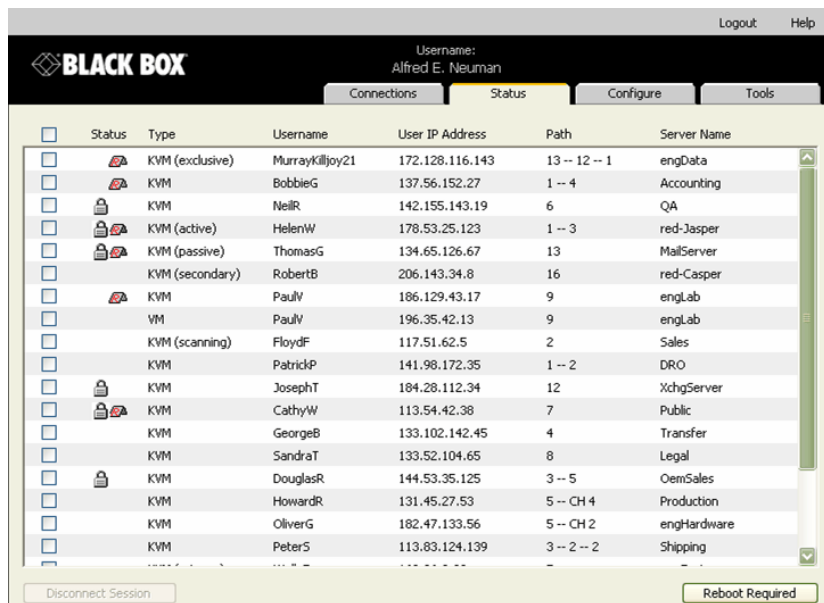 Logout Help
BLACK BOX
Username:
Alfred E. Neuman
Connections Status Configure Tools
Status Type Username User IP Address Path Server Name
KVM (exclusive) MurrayKilljoy21 172.128.116.143 13 -- 12 -- 1 engData
KVM BobbieG 137.56.152.27 1 -- 4 Accounting
KVM NeilR 142.155.143.19 6 QA
KVM (active) HelenW 178.53.25.123 1 -- 3 red-Jasper
KVM (passive) ThomasG 134.65.126.67 13 MailServer
KVM (secondary) RobertB 206.143.34.8 16 red-Casper
KVM PaulV 186.129.43.17 9 engLab
VM PaulV 196.35.42.13 9 engLab
KVM (scanning) FloydF 117.51.62.5 2 Sales
KVM PatrickP 141.98.172.35 1 -- 2 DRO
KVM JosephT 184.28.112.34 12 XchgServer
KVM CathyW 113.54.42.38 7 Public
KVM GeorgeB 133.102.142.45 4 Transfer
KVM SandraT 133.52.104.65 8 Legal
KVM DouglasR 144.53.35.125 3 -- 5 OemSales
KVM HowardR 131.45.27.53 5 -- CH 4 Production
KVM OliverG 182.47.133.56 5 -- CH 2 engHardware
KVM PeterS 113.83.124.139 3 -- 2 -- 2 Shipping
Disconnect Session Reboot Required